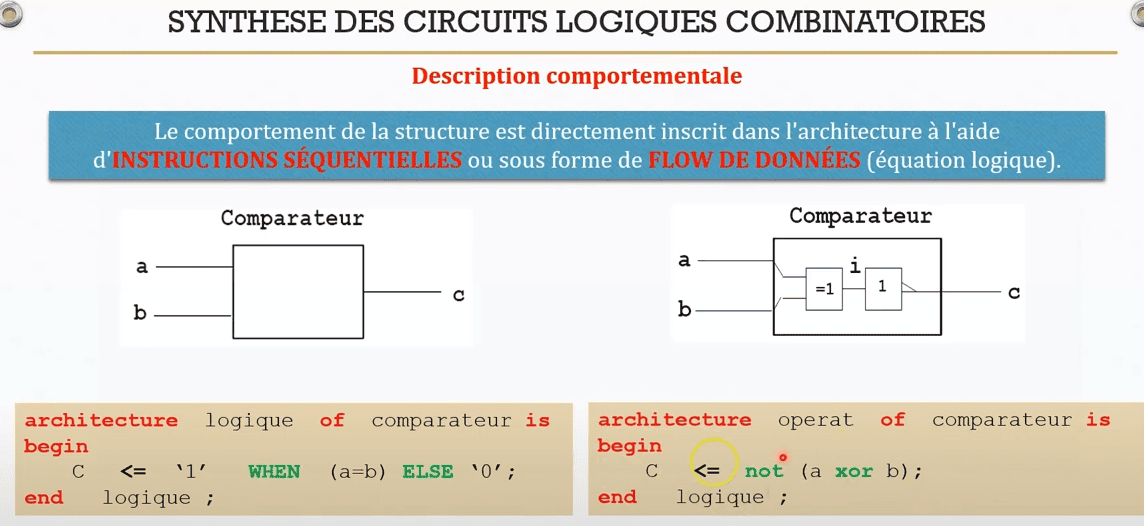 SYNTHESE DES CIRCUITS LOGIQUES COMBINATOIRES
Description comportementale
Le comportement de la structure est directement inscrit dans l'architecture à l'aide
d'INSTRUCTIONS SÉQUENTIELLES ou sous forme de FLOW DE DONNÉES (équation logique).
Comparateur
a
b
c
Comparateur
a
b
=1
i
1
c
architecture logique of comparateur is
begin
C <= ‘1’ WHEN (a=b) ELSE ‘0’;
end logique ;
architecture operat of comparateur is
begin
C <= not (a xor b);
end logique ;